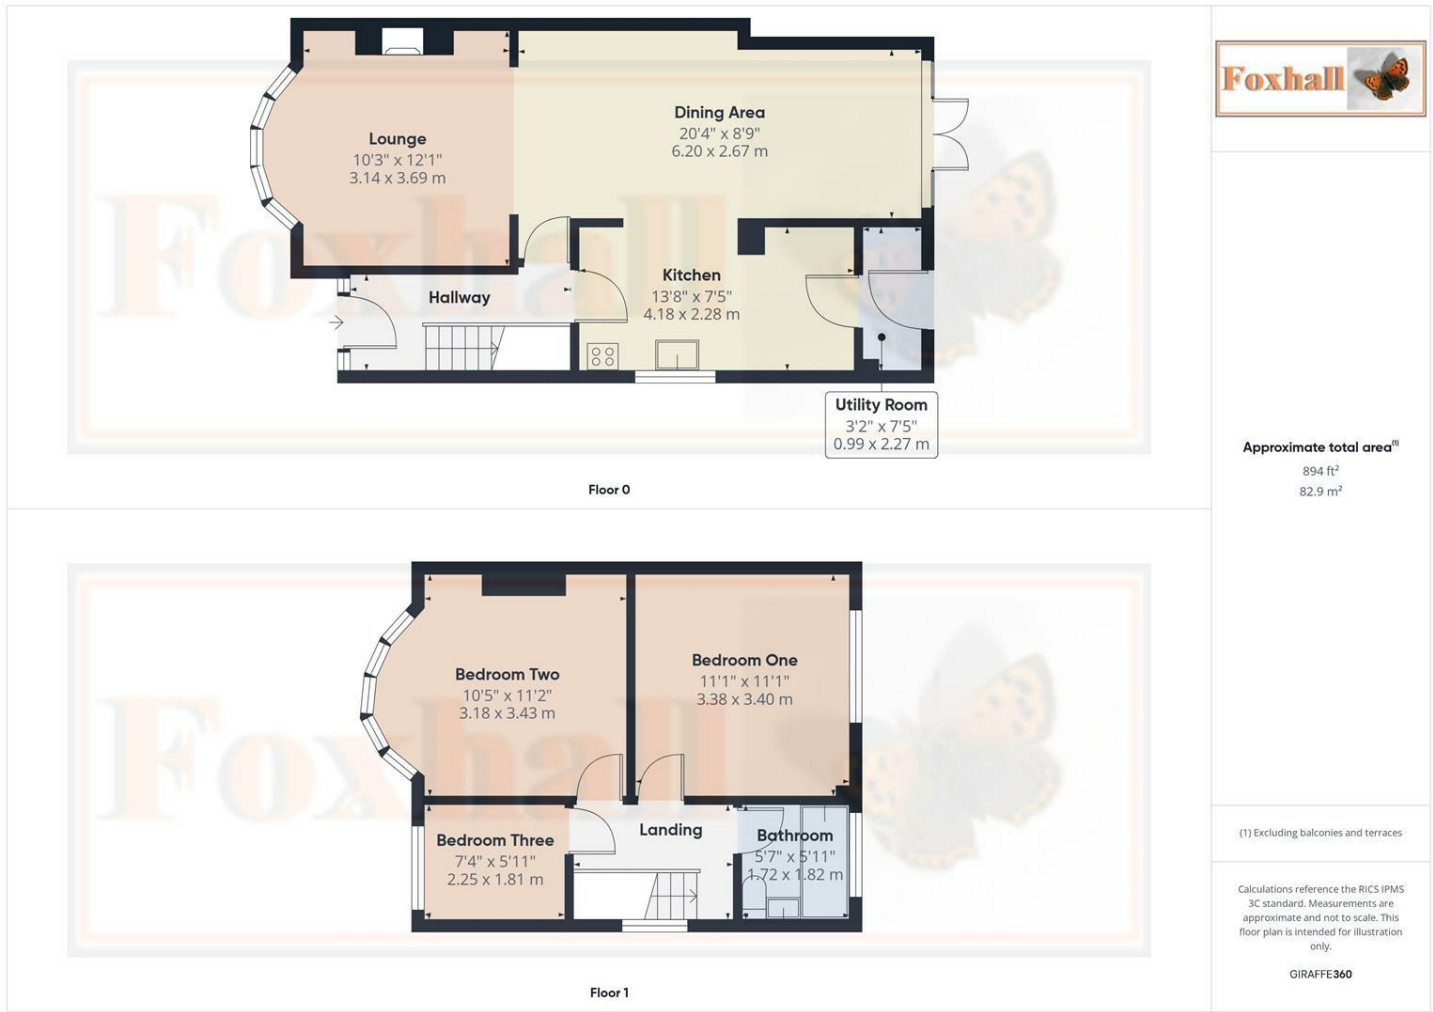 Lounge
10'3" x 12'1"
3.14 x 3.69 m
Dining Area
20'4" x 8'9"
6.20 x 2.67 m
Hallway
Kitchen
13'8" x 7'5"
4.18 x 2.28 m
Utility Room
3'2" x 7'5"
0.99 x 2.27 m
Foxhall
Floor 0
Bedroom Two
10'5" x 11'2"
3.18 x 3.43 m
Bedroom One
11'1" x 11'1"
3.38 x 3.40 m
Bedroom Three
7'4" x 5'11"
2.25 x 1.81 m
Landing
Bathroom
5'7" x 5'11"
1.72 x 1.82 m
Foxhall
Floor 1
Foxhall
Approximate total area(1)
894 ft²
82.9 m²
(1) Excluding balconies and terraces
Calculations reference the RICS IPMS
3C standard. Measurements are
approximate and not to scale. This
floor plan is intended for illustration
only.
GIRAFFE360